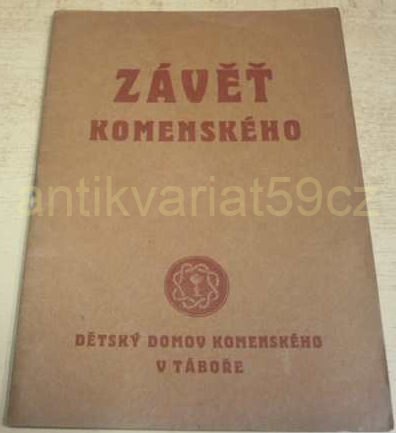 ZÁVĚŤ
KOMENSKÉHO
antikvariat59cz
DĚTSKÝ DOMOV KOMENSKÉHO
V TÁBOŘE